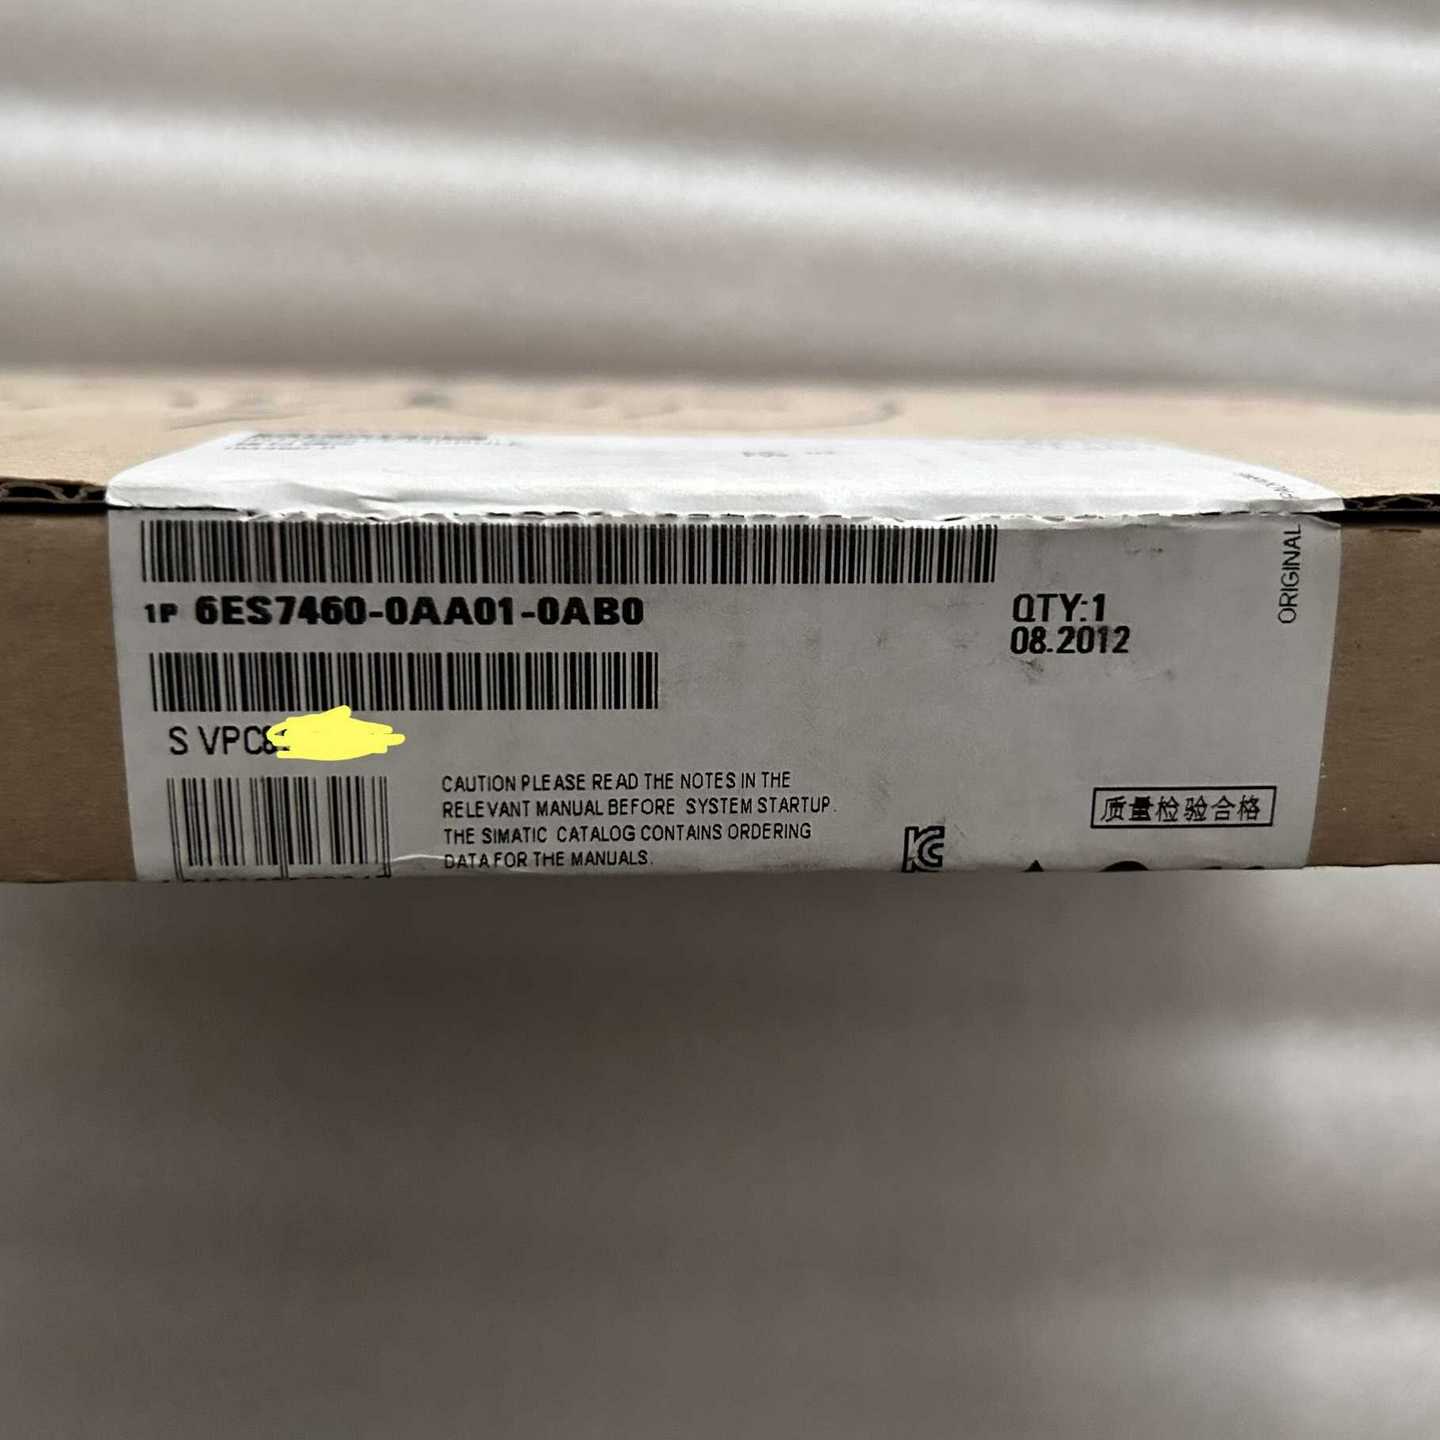 1P 6ES7460-0AA01-0AB0
QTY:1
08.2012
ORIGINAL
S VPC8
CAUTION PLEASE READ THE NOTES IN THE
RELEVANT MANUAL BEFORE SYSTEM STARTUP.
THE SIMATIC CATALOG CONTAINS ORDERING
DATA FOR THE MANUALS.
质量检验合格